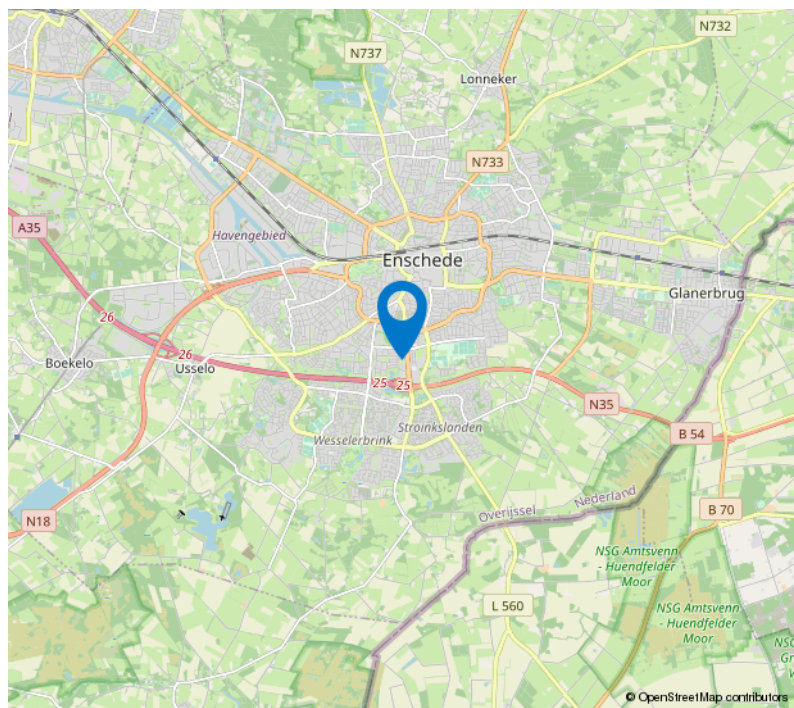 N732
N737
Lonneker
N733
A35
Havengebied
Enschede
Glanerbrug
26
26
Boekelo
Usselo
25
25
N35
B 54
Wesselerbrink
Stroinkslanden
N18
Overijssel
Nederland
B 70
NSG Amtsvenn
- Huendfelder
Moor
L 560
NSG Amtsvenn
- Huendfelder
Moor
NSG
© OpenStreetMap contributors